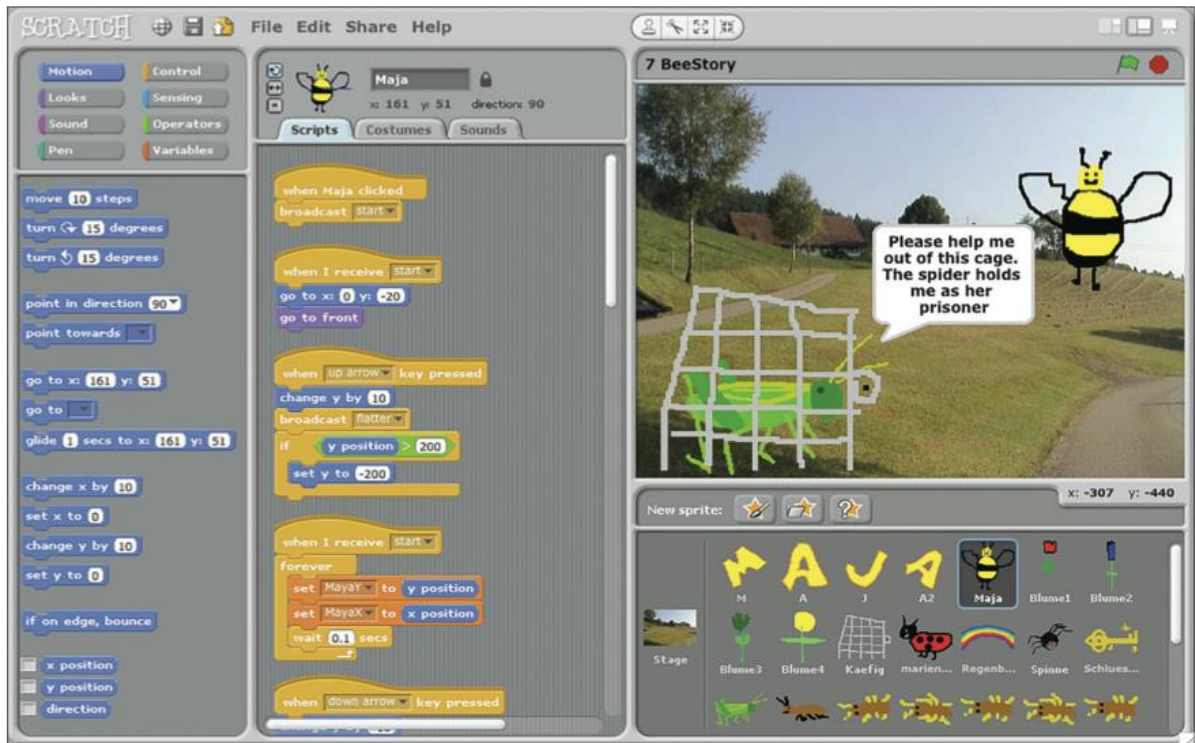 SCRATCH File Edit Share Help
Motion Control
Looks Sensing
Sound Operators
Pen Variables
move 10 steps
turn 15 degrees
turn 15 degrees
point in direction 90
point towards
go to x: 161 y: 51
go to
glide 1 secs to x: 161 y: 51
change x by 10
set x to 0
change y by 10
set y to 0
if on edge, bounce
x position
y position
direction
Maja
x: 161 y: 51 direction: 90
Scripts Costumes Sounds
when Maja clicked
broadcast start
when I receive start
go to x: 0 y: -20
go to front
when up arrow key pressed
change y by 10
broadcast flatter
if y position > 200
set y to -200
when I receive start
forever
set MayaY to y position
set MayaX to x position
wait 0.1 secs
when down arrow key pressed
change y by -10
7 BeeStory
Please help me
out of this cage.
The spider holds
me as her
prisoner
x: -307 y: -440
New sprite:
Stage
M A J A2 Maja Blume1 Blume2
Blume3 Blume4 Kaefig marien... Regenb... Spinne Schlues...